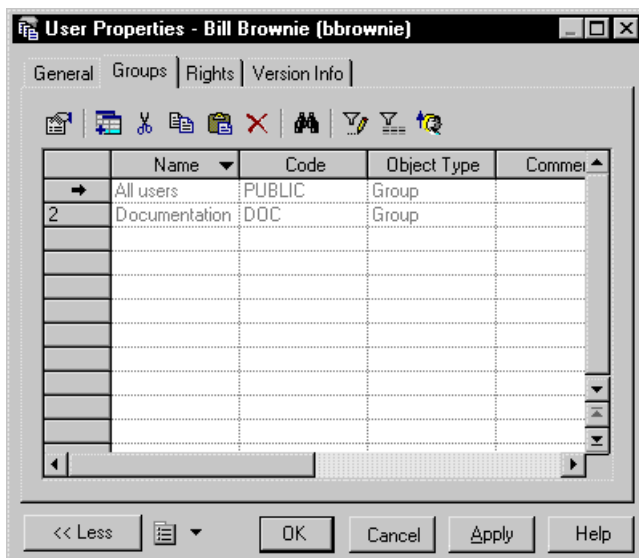 User Properties - Bill Brownie (bbrownie)
General Groups Rights Version Info
Name Code Object Type Commen
All users PUBLIC Group
2 Documentation DOC Group
<< Less OK Cancel Apply Help